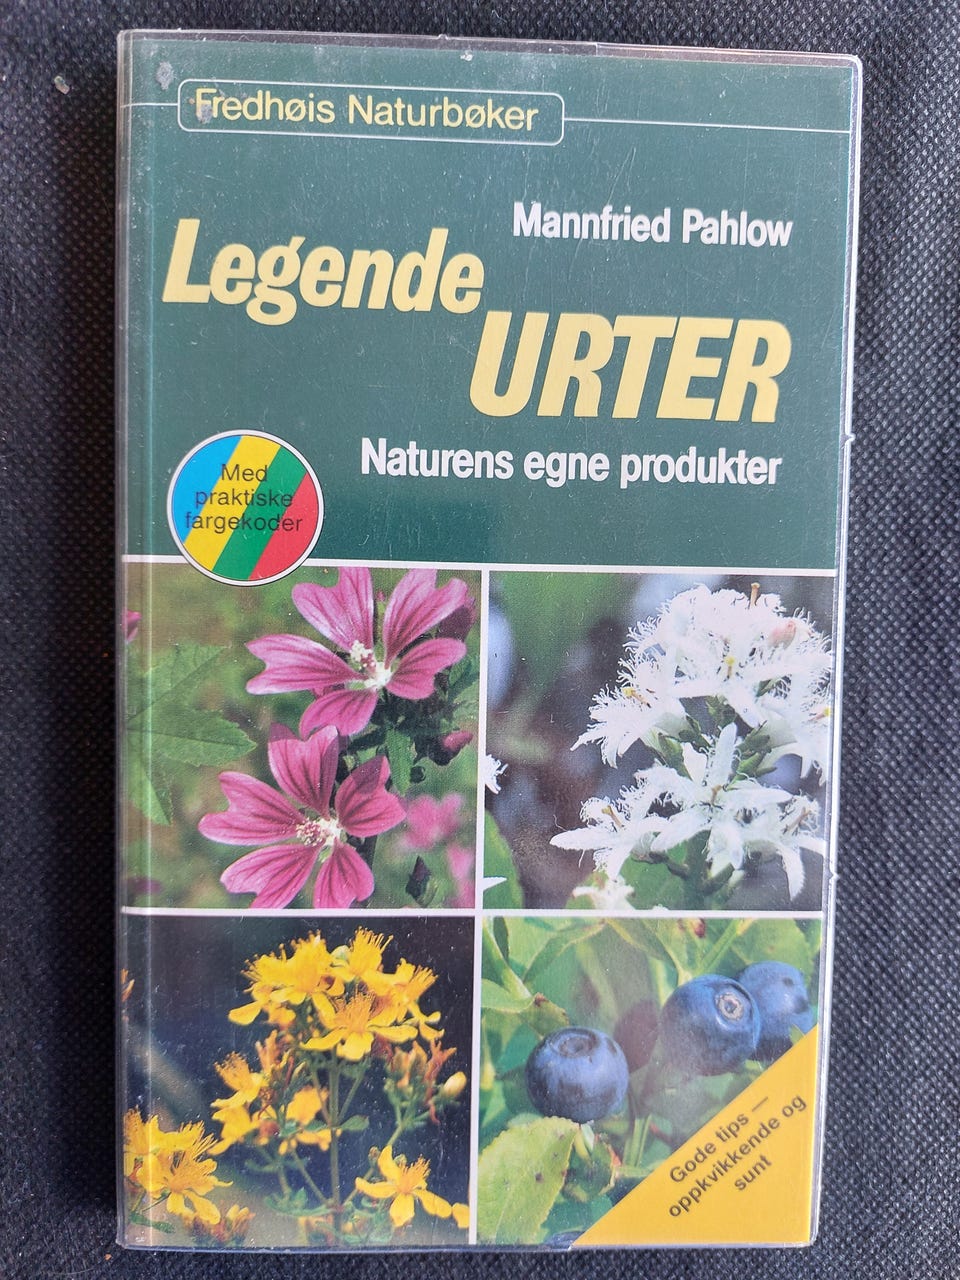 Fredhøis Naturbøker
Mannfried Pahlow
Legende
URTER
Naturens egne produkter
Med
praktiske
fargekoder
Gode tips —
oppkvikkende og
sunt